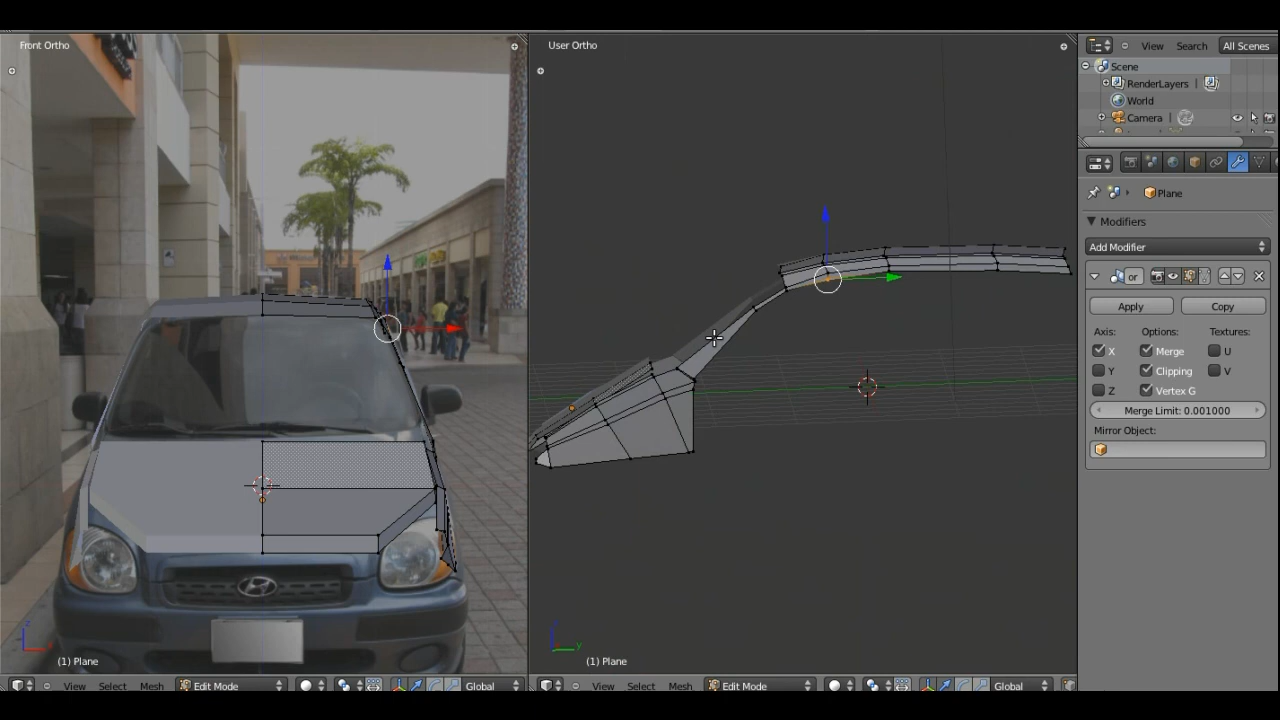 Front Ortho
User Ortho
View Search All Scenes
Scene
RenderLayers
World
Camera
Plane
Modifiers
Add Modifier
or
Apply Copy
Axis: Options: Textures:
X Merge U
Y Clipping V
Z Vertex G
Merge Limit: 0.001000
Mirror Object:
(1) Plane
(1) Plane
View Select Mesh Edit Mode Global
View Select Mesh Edit Mode Global